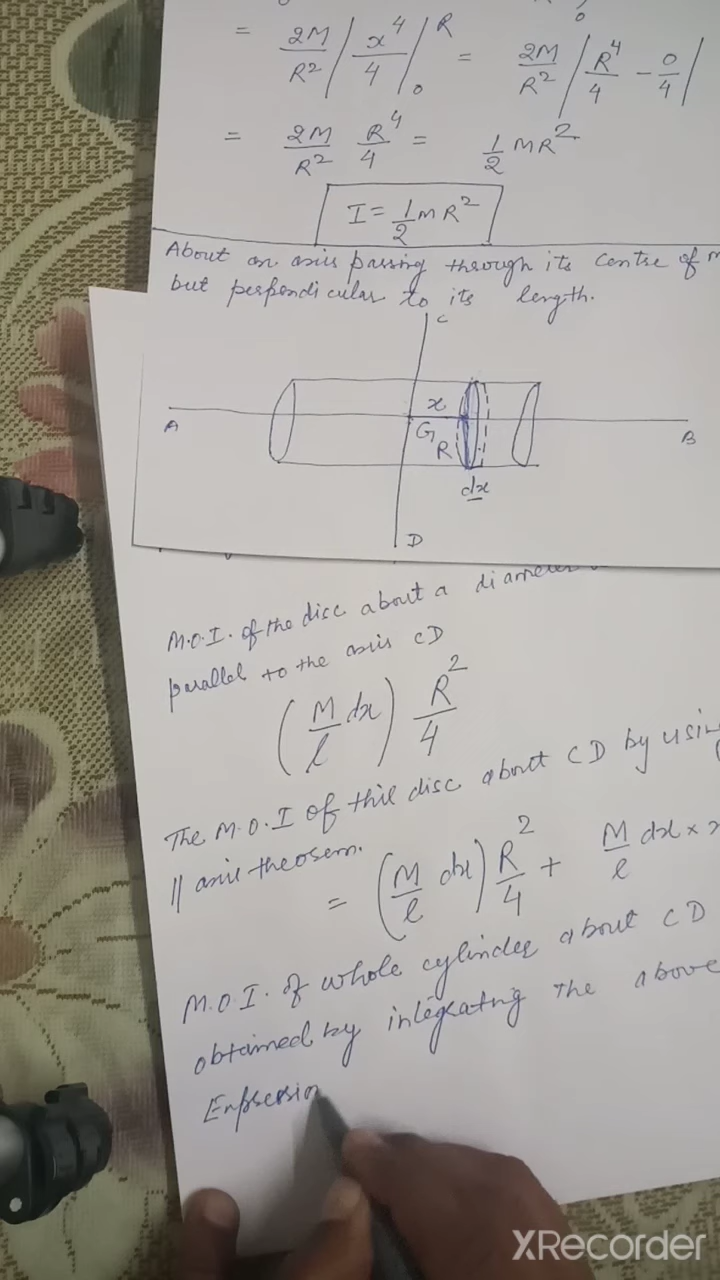 = 2M/R² | x⁴/4 |₀ᴿ = 2M/R² | R⁴/4 - 0/4 |
= 2M/R² R⁴/4 = 1/2 MR²
I = 1/2 MR²
About an axis passing through its centre of M
but perpendicular to its length.
C
x
A
G
R
B
dx
D
M.O.I. of the disc about a diameter
parallel to the axis CD
(M/l dx) R²/4
The M.O.I of this disc about CD by using
|| axis theorem.
= (M/l dx) R²/4 + M/l dx × x
M.O.I. of whole cylinder about CD
obtained by integrating the above
Expressio
XRecorder